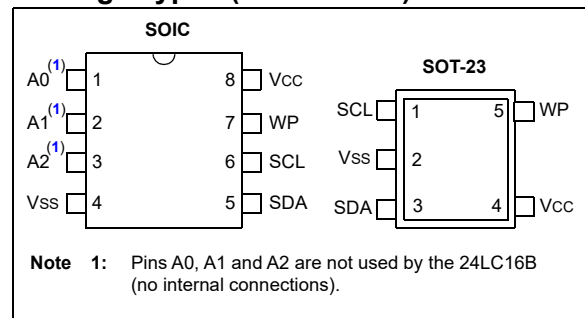 SOIC
A0(1) 1 8 VCC
A1(1) 2 7 WP
A2(1) 3 6 SCL
VSS 4 5 SDA
SOT-23
SCL 1 5 WP
VSS 2
SDA 3 4 VCC
Note 1: Pins A0, A1 and A2 are not used by the 24LC16B
(no internal connections).